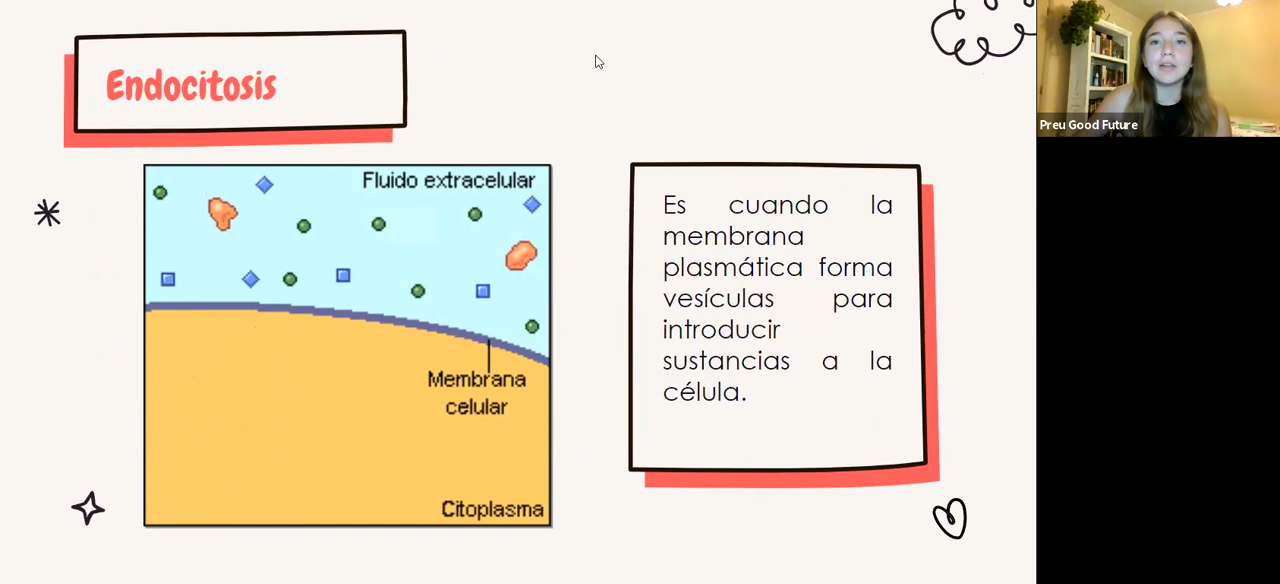 Endocitosis
Fluido extracelular
Membrana
celular
Citoplasma
Es cuando la
membrana
plasmática forma
vesículas para
introducir
sustancias a la
célula.
Preu Good Future